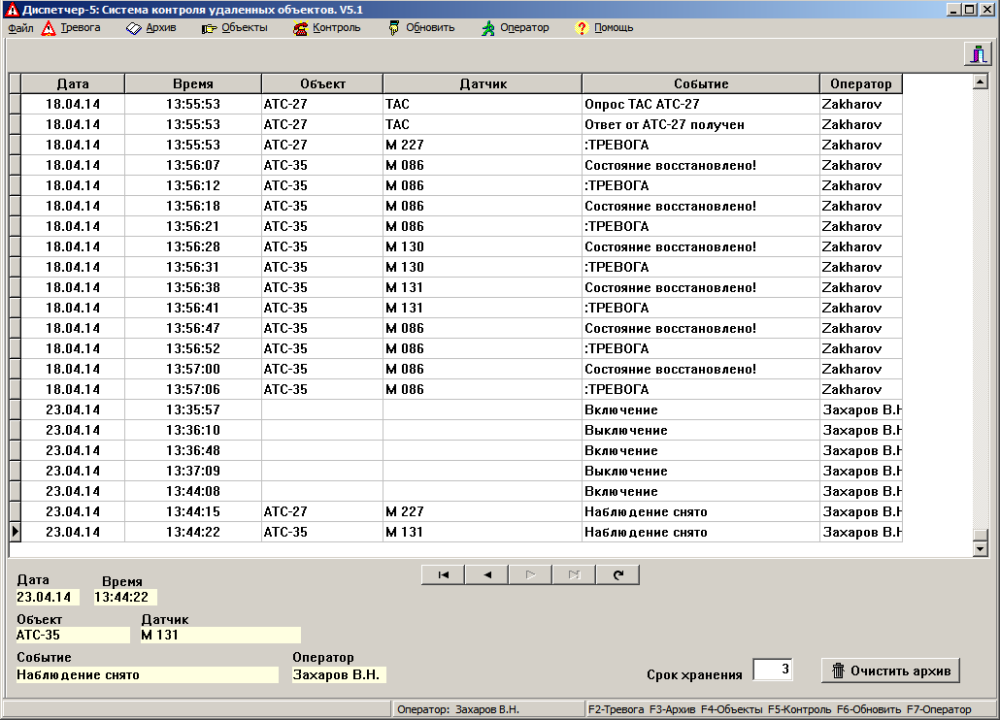 Диспетчер-5: Система контроля удаленных объектов. V5.1
Файл Тревога Архив Объекты Контроль Обновить Оператор Помощь
Дата Время Объект Датчик Событие Оператор
18.04.14 13:55:53 АТС-27 ТАС Опрос ТАС АТС-27 Zakharov
18.04.14 13:55:53 АТС-27 ТАС Ответ от АТС-27 получен Zakharov
18.04.14 13:55:53 АТС-27 М 227 :ТРЕВОГА Zakharov
18.04.14 13:56:07 АТС-35 М 086 Состояние восстановлено! Zakharov
18.04.14 13:56:12 АТС-35 М 086 :ТРЕВОГА Zakharov
18.04.14 13:56:18 АТС-35 М 086 Состояние восстановлено! Zakharov
18.04.14 13:56:21 АТС-35 М 086 :ТРЕВОГА Zakharov
18.04.14 13:56:28 АТС-35 М 130 Состояние восстановлено! Zakharov
18.04.14 13:56:31 АТС-35 М 130 :ТРЕВОГА Zakharov
18.04.14 13:56:38 АТС-35 М 131 Состояние восстановлено! Zakharov
18.04.14 13:56:41 АТС-35 М 131 :ТРЕВОГА Zakharov
18.04.14 13:56:47 АТС-35 М 086 Состояние восстановлено! Zakharov
18.04.14 13:56:52 АТС-35 М 086 :ТРЕВОГА Zakharov
18.04.14 13:57:00 АТС-35 М 086 Состояние восстановлено! Zakharov
18.04.14 13:57:06 АТС-35 М 086 :ТРЕВОГА Zakharov
23.04.14 13:35:57 Включение Захаров В.Н
23.04.14 13:36:10 Выключение Захаров В.Н
23.04.14 13:36:48 Включение Захаров В.Н
23.04.14 13:37:09 Выключение Захаров В.Н
23.04.14 13:44:08 Включение Захаров В.Н
23.04.14 13:44:15 АТС-27 М 227 Наблюдение снято Захаров В.Н
23.04.14 13:44:22 АТС-35 М 131 Наблюдение снято Захаров В.Н
Дата Время
23.04.14 13:44:22
Объект Датчик
АТС-35 М 131
Событие Оператор
Наблюдение снято Захаров В.Н.
Срок хранения 3 Очистить архив
Оператор: Захаров В.Н. F2-Тревога F3-Архив F4-Объекты F5-Контроль F6-Обновить F7-Оператор